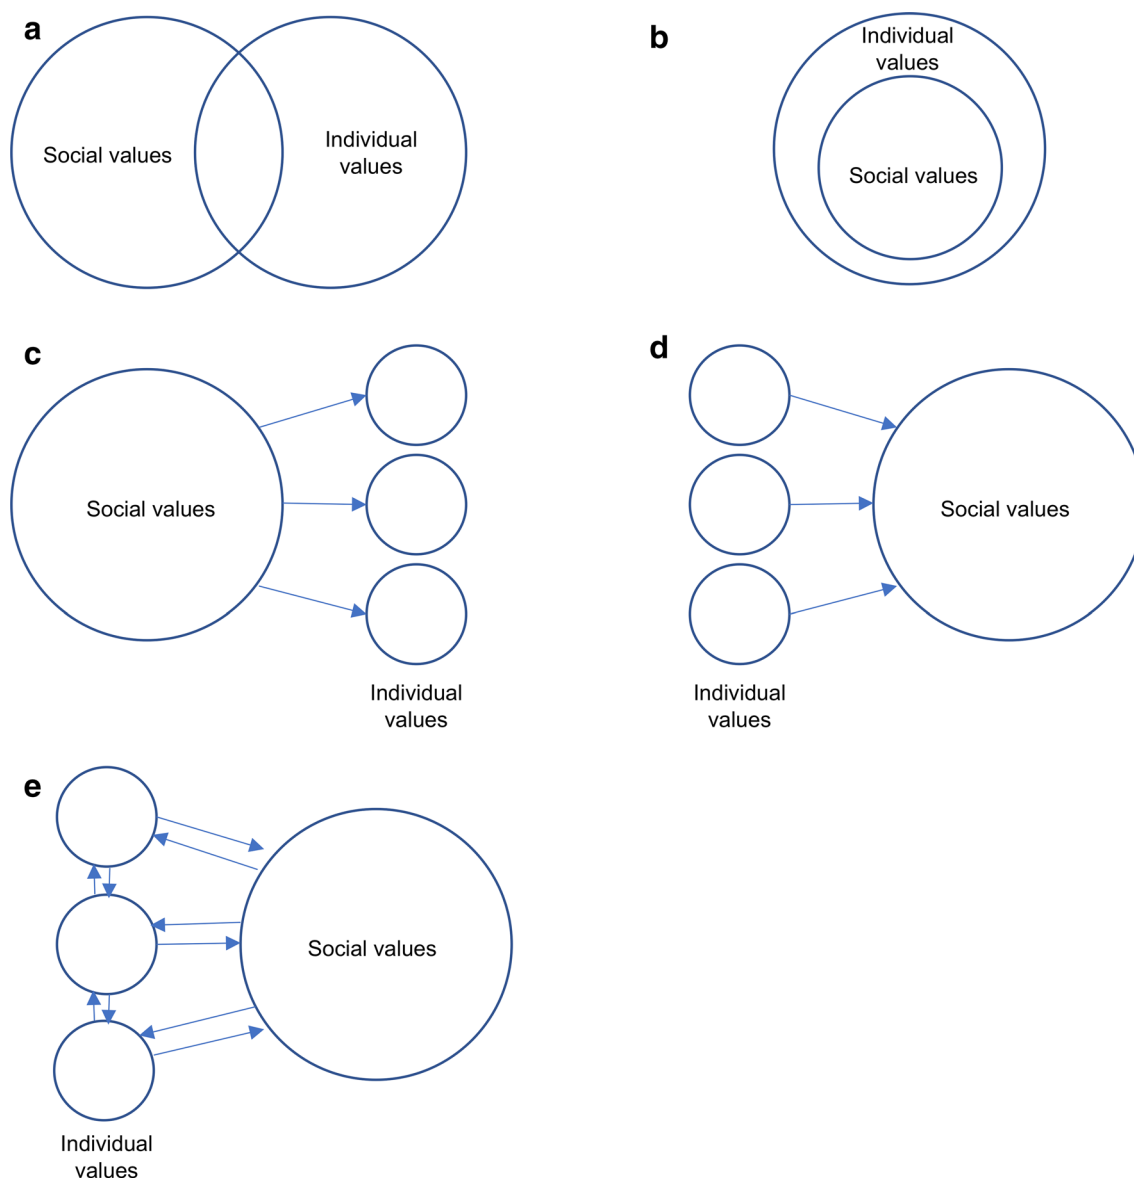 a
Social values
Individual
values
b
Individual
values
Social values
c
Social values
Individual
values
d
Social values
Individual
values
e
Social values
Individual
values